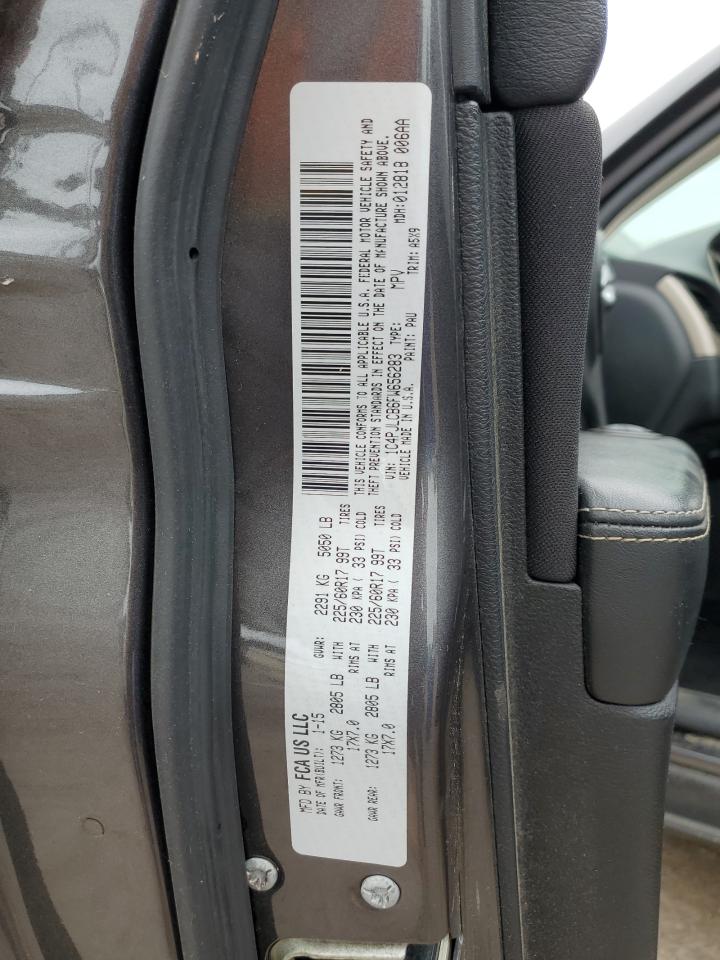 MFD BY FCA US LLC
DATE OF MFR(BUILT): 1-15 GVWR: 2291 KG 5050 LB
GAWR FRONT: 1273 KG 2805 LB WITH 225/60R17 99T TIRES
17X7.0 RIMS AT 230 KPA ( 33 PSI) COLD
GAWR REAR: 1273 KG 2805 LB WITH 225/60R17 99T TIRES
17X7.0 RIMS AT 230 KPA ( 33 PSI) COLD
THIS VEHICLE CONFORMS TO ALL APPLICABLE U.S.A. FEDERAL MOTOR VEHICLE SAFETY AND
THEFT PREVENTION STANDARDS IN EFFECT ON THE DATE OF MANUFACTURE SHOWN ABOVE.
VIN: 1C4PJLCB6FW656283 TYPE: MPV MDH:012818 006AA
VEHICLE MADE IN U.S.A. PAINT: PAU TRIM: A5X9